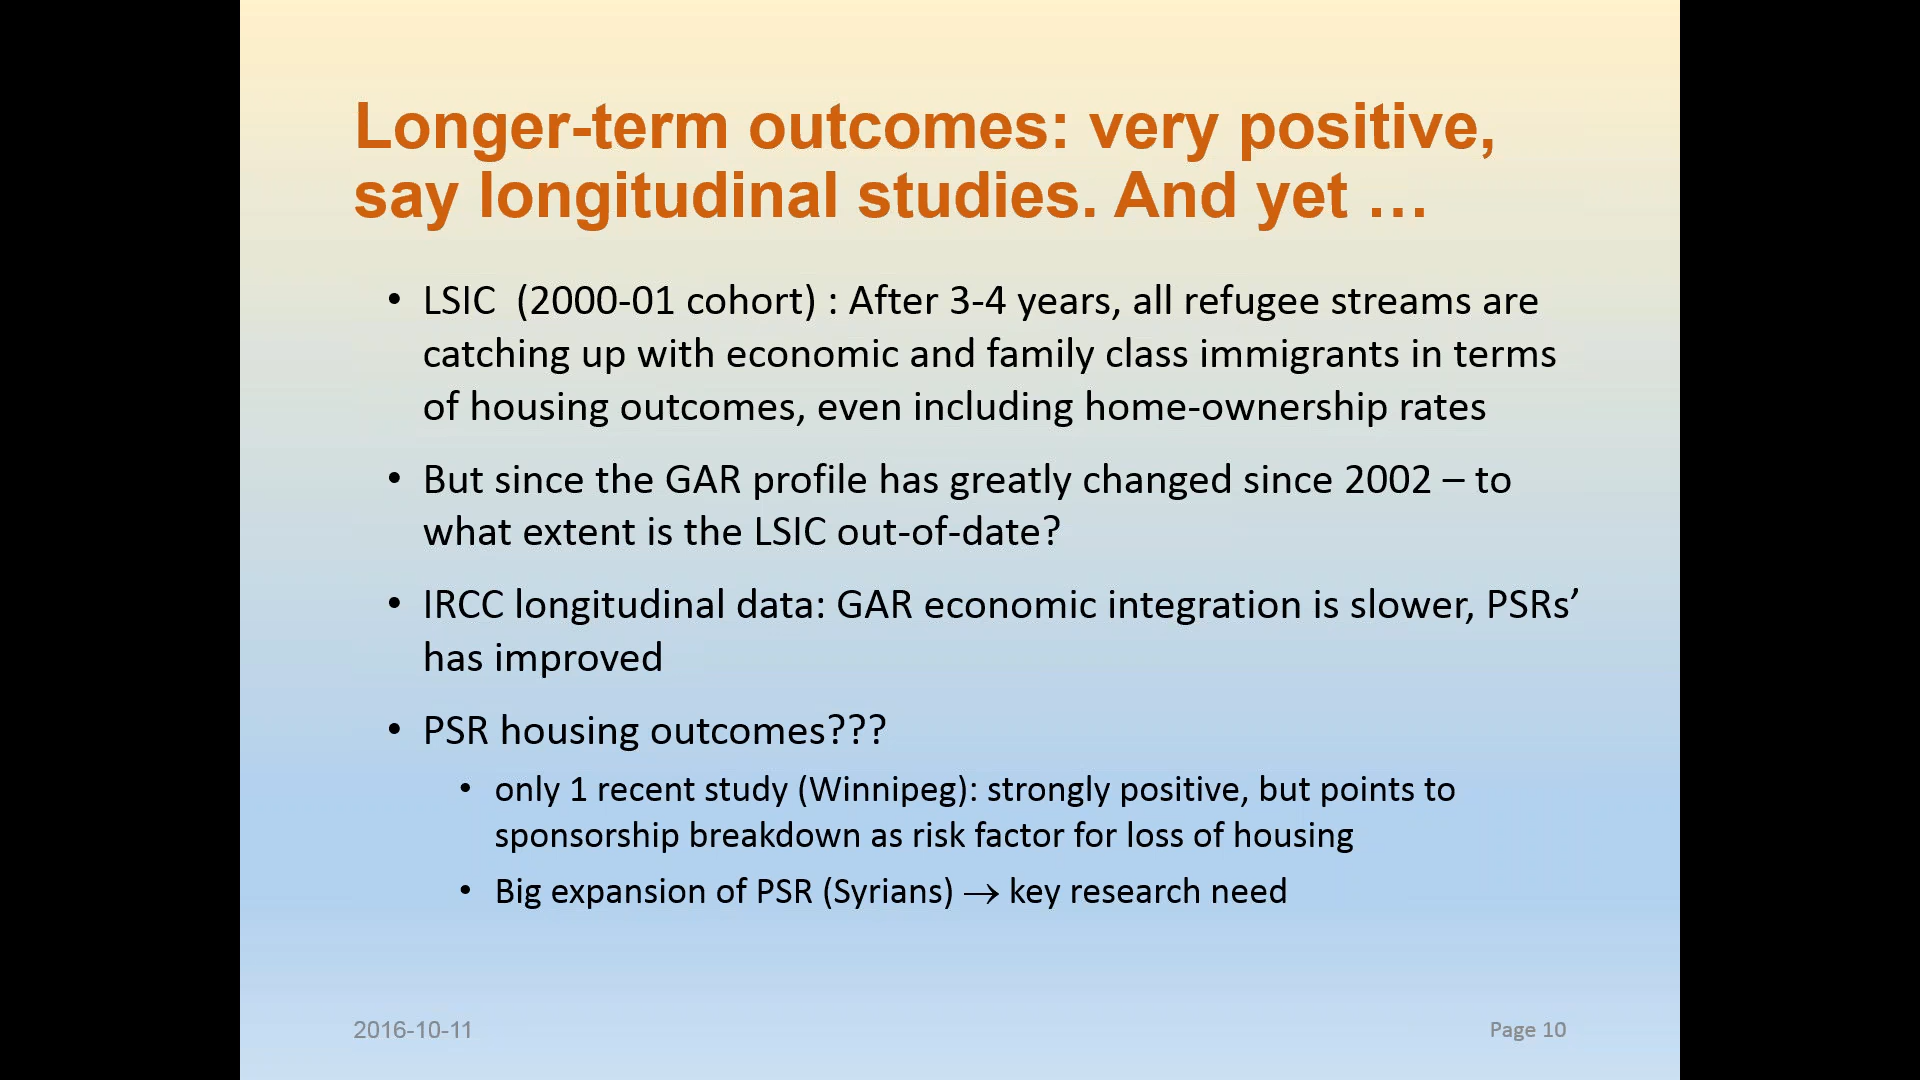 Longer-term outcomes: very positive,
say longitudinal studies. And yet …
• LSIC (2000-01 cohort) : After 3-4 years, all refugee streams are
catching up with economic and family class immigrants in terms
of housing outcomes, even including home-ownership rates
• But since the GAR profile has greatly changed since 2002 – to
what extent is the LSIC out-of-date?
• IRCC longitudinal data: GAR economic integration is slower, PSRs’
has improved
• PSR housing outcomes???
• only 1 recent study (Winnipeg): strongly positive, but points to
sponsorship breakdown as risk factor for loss of housing
• Big expansion of PSR (Syrians) → key research need
2016-10-11
Page 10